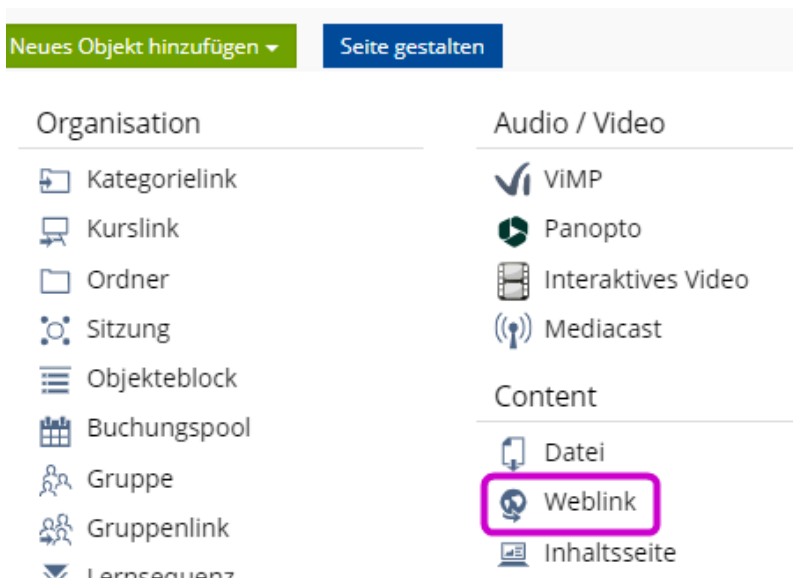 Neues Objekt hinzufügen
Seite gestalten
Organisation
Kategorielink
Kurslink
Ordner
Sitzung
Objekteblock
Buchungspool
Gruppe
Gruppenlink
Lernsequenz
Audio / Video
ViMP
Panopto
Interaktives Video
Mediacast
Content
Datei
Weblink
Inhaltsseite